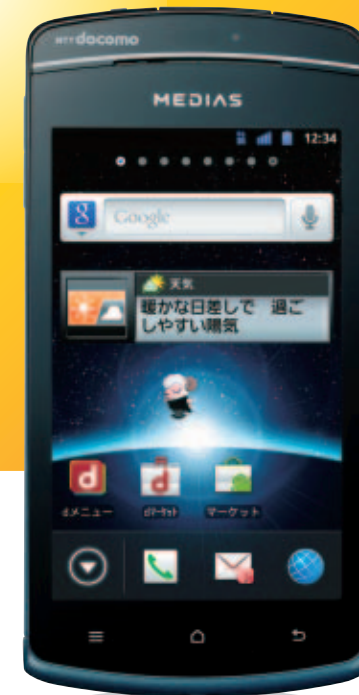 NTT docomo
MEDIAS
12:34
Google
天気
暖かな日差しで 過ご
しやすい陽気
dメニュー
dマーケット
マーケット